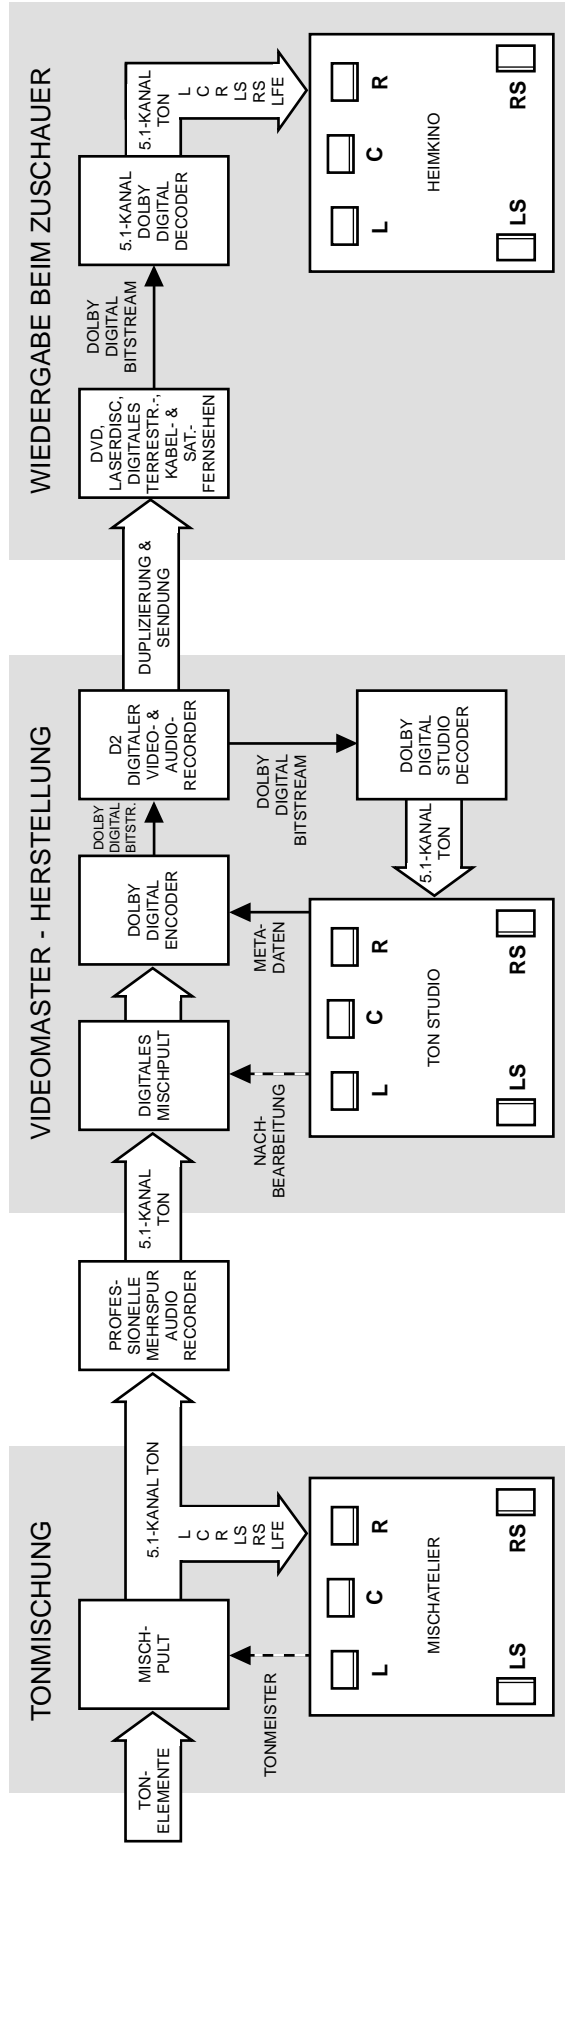 TONMISCHUNG
TON-
ELEMENTE
MISCH-
PULT
TONMEISTER
5.1-KANAL TON
L
C
R
LS
RS
LFE
MISCHATELIER
L
C
R
LS
RS
PROFES-
SIONELLE
MEHRSPUR
AUDIO
RECORDER
VIDEOMASTER - HERSTELLUNG
5.1-KANAL
TON
DIGITALES
MISCHPULT
NACH-
BEARBEITUNG
DOLBY
DIGITAL
ENCODER
META-
DATEN
DOLBY
DIGITAL
BITSTR.
D2
DIGITALER
VIDEO- &
AUDIO-
RECORDER
DOLBY
DIGITAL
BITSTREAM
DOLBY
DIGITAL
STUDIO
DECODER
5.1-KANAL
TON
TON STUDIO
L
C
R
LS
RS
DUPLIZIERUNG &
SENDUNG
WIEDERGABE BEIM ZUSCHAUER
DVD,
LASERDISC,
DIGITALES
TERRESTR.-,
KABEL- &
SAT.-
FERNSEHEN
DOLBY
DIGITAL
BITSTREAM
5.1-KANAL
DOLBY
DIGITAL
DECODER
5.1-KANAL
TON
L
C
R
LS
RS
LFE
HEIMKINO
L
C
R
LS
RS